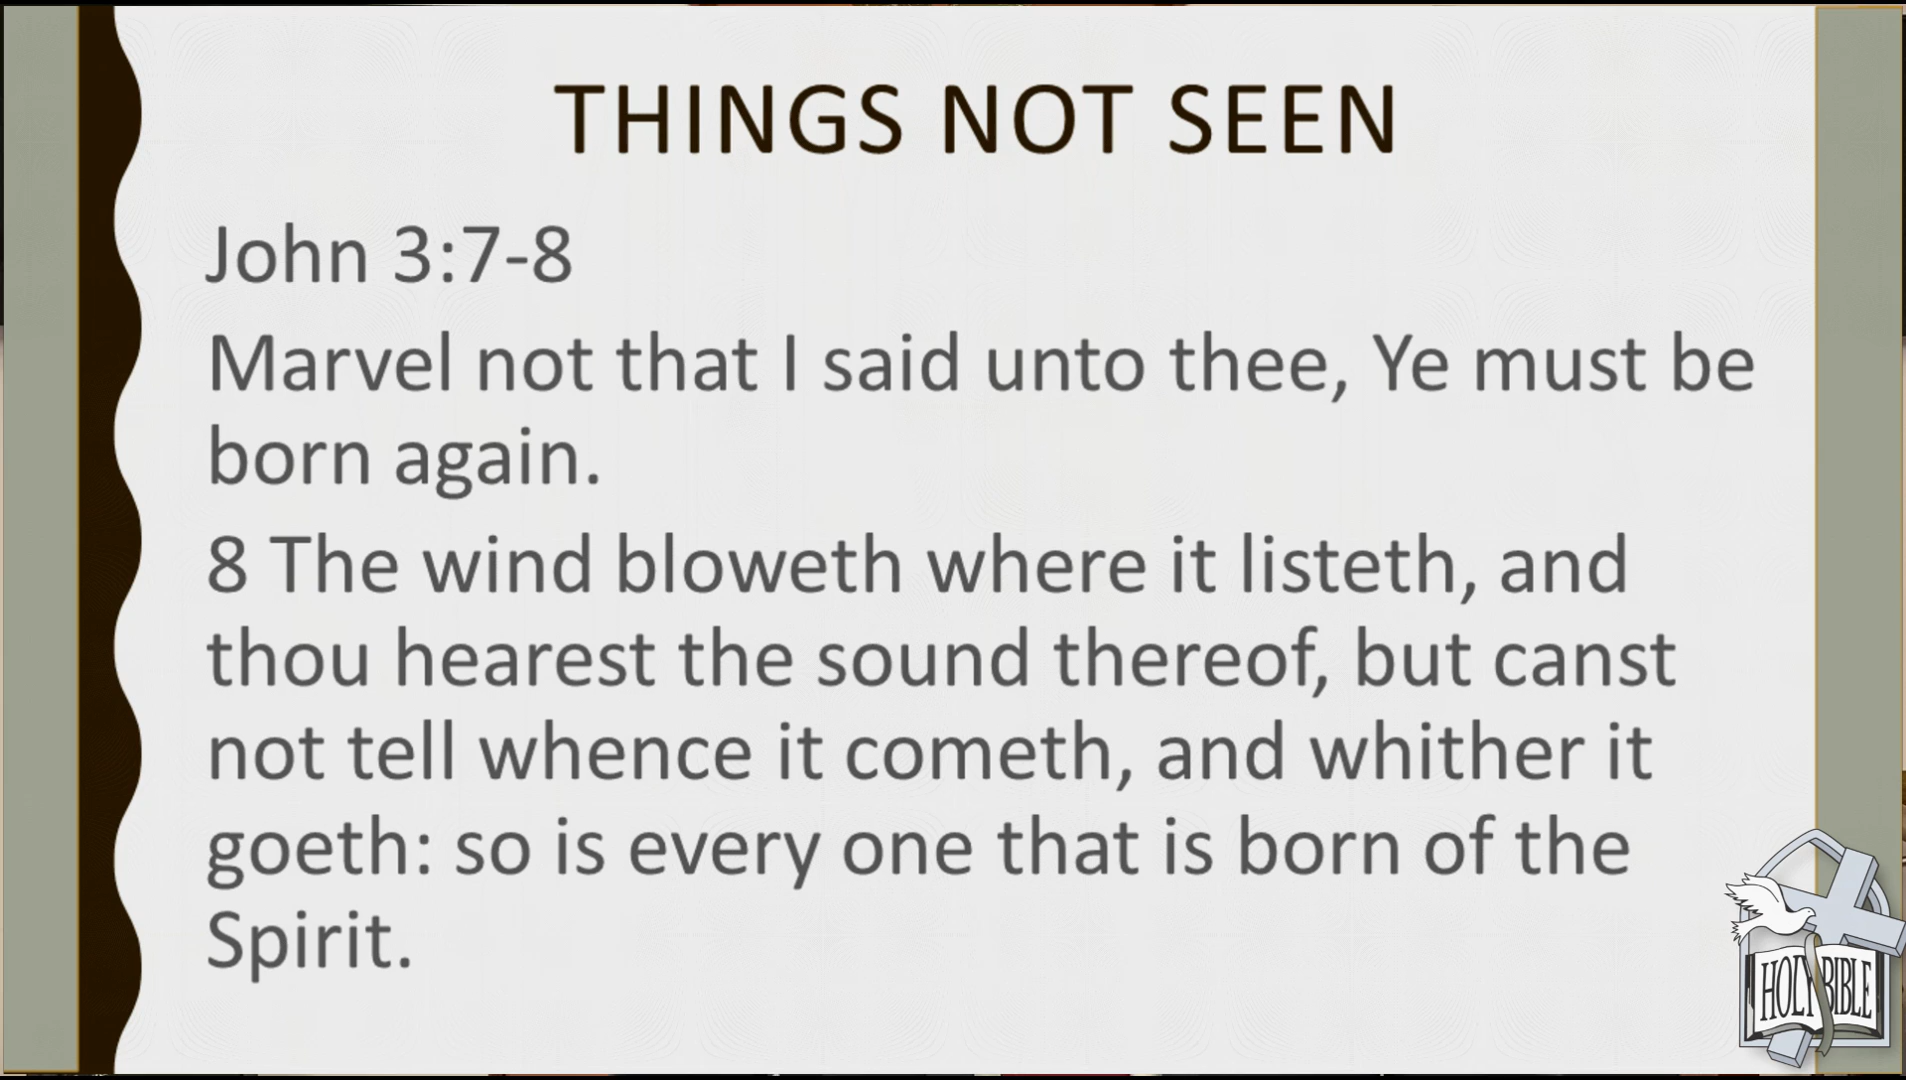 THINGS NOT SEEN
John 3:7-8
Marvel not that I said unto thee, Ye must be
born again.
8 The wind bloweth where it listeth, and
thou hearest the sound thereof, but canst
not tell whence it cometh, and whither it
goeth: so is every one that is born of the
Spirit.
HOLY BIBLE